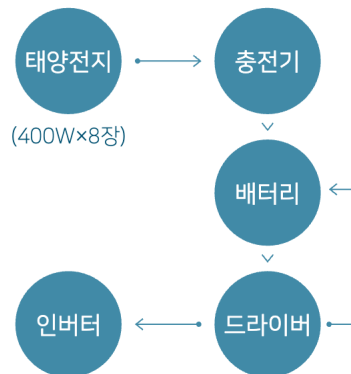 태양전지
충전기
(400W×8장)
배터리
인버터
드라이버